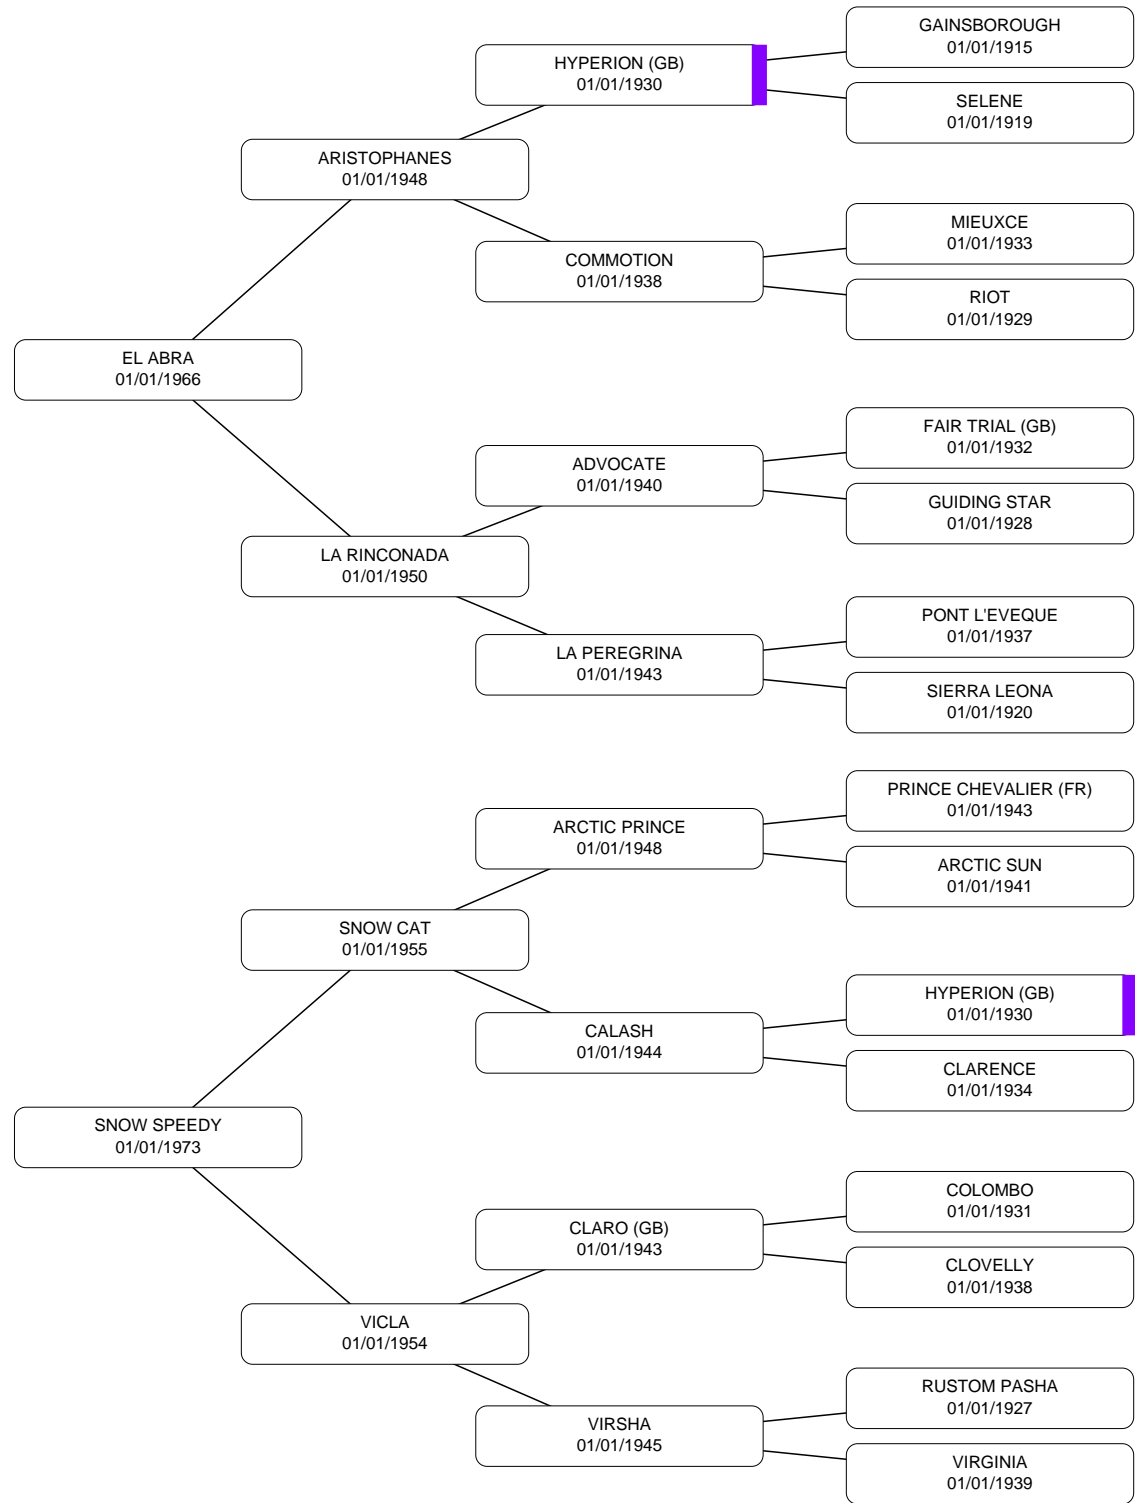 GAINSBOROUGH
01/01/1915
HYPERION (GB)
01/01/1930
SELENE
01/01/1919
ARISTOPHANES
01/01/1948
MIEUXCE
01/01/1933
COMMOTION
01/01/1938
RIOT
01/01/1929
EL ABRA
01/01/1966
FAIR TRIAL (GB)
01/01/1932
ADVOCATE
01/01/1940
GUIDING STAR
01/01/1928
LA RINCONADA
01/01/1950
PONT L'EVEQUE
01/01/1937
LA PEREGRINA
01/01/1943
SIERRA LEONA
01/01/1920
PRINCE CHEVALIER (FR)
01/01/1943
ARCTIC PRINCE
01/01/1948
ARCTIC SUN
01/01/1941
SNOW CAT
01/01/1955
HYPERION (GB)
01/01/1930
CALASH
01/01/1944
CLARENCE
01/01/1934
SNOW SPEEDY
01/01/1973
COLOMBO
01/01/1931
CLARO (GB)
01/01/1943
CLOVELLY
01/01/1938
VICLA
01/01/1954
RUSTOM PASHA
01/01/1927
VIRSHA
01/01/1945
VIRGINIA
01/01/1939